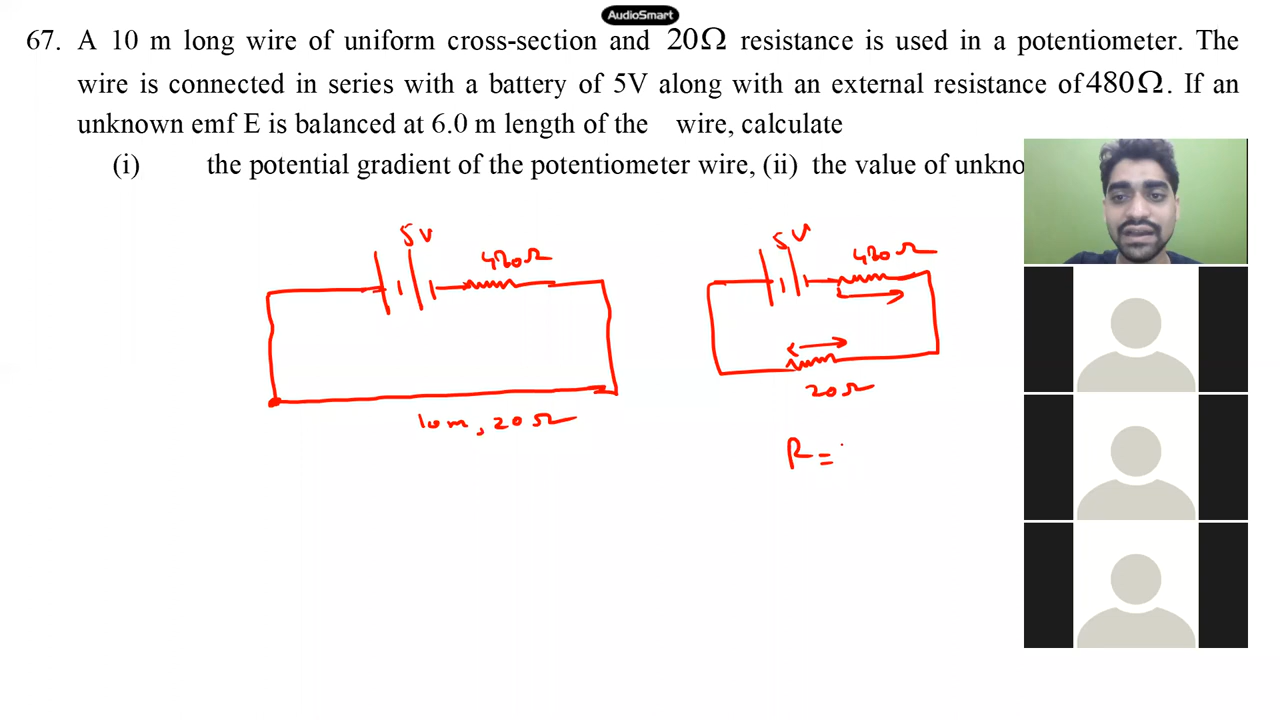 AudioSmart
67. A 10 m long wire of uniform cross-section and 20Ω resistance is used in a potentiometer. The
wire is connected in series with a battery of 5V along with an external resistance of 480Ω. If an
unknown emf E is balanced at 6.0 m length of the wire, calculate
(i) the potential gradient of the potentiometer wire, (ii) the value of unkno
5V
480Ω
10m, 20Ω
5V
480Ω
20Ω
R=